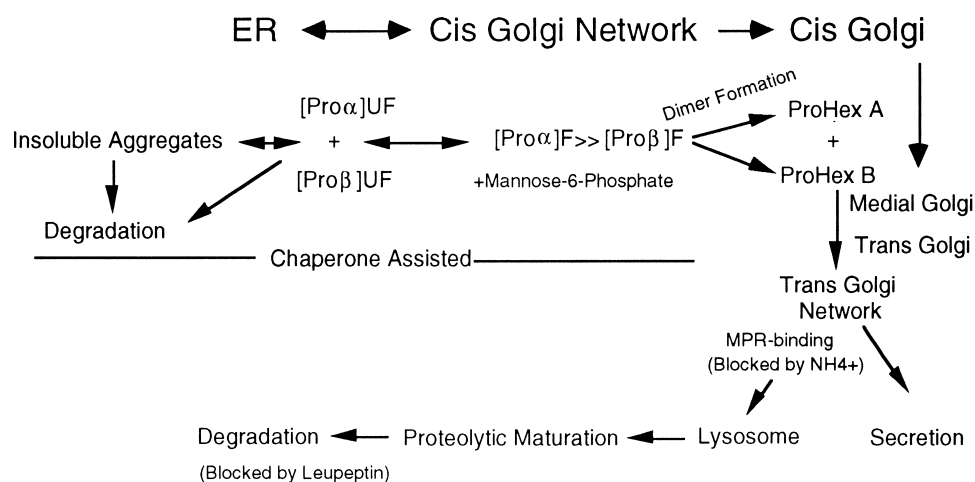 ER Cis Golgi Network Cis Golgi
Dimer Formation
[Proα]UF
ProHex A
Insoluble Aggregates + [Proα]F>>[Proβ]F +
[Proβ]UF +Mannose-6-Phosphate ProHex B
Medial Golgi
Degradation
Trans Golgi
Chaperone Assisted
Trans Golgi
Network
MPR-binding
(Blocked by NH4+)
Degradation Proteolytic Maturation Lysosome Secretion
(Blocked by Leupeptin)